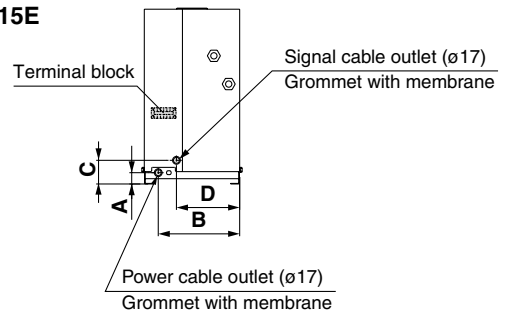 15E
Signal cable outlet (ø17)
Grommet with membrane
Terminal block
C
A
D
B
Power cable outlet (ø17)
Grommet with membrane